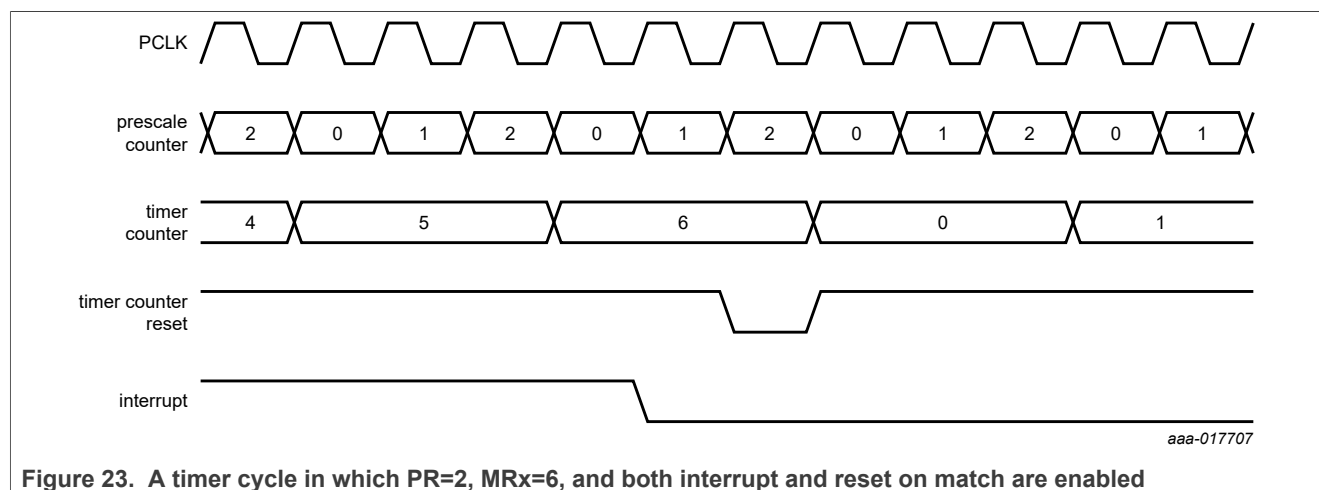 PCLK
prescale
counter
2 0 1 2 0 1 2 0 1 2 0 1
timer
counter
4 5 6 0 1
timer counter
reset
interrupt
aaa-017707
Figure 23. A timer cycle in which PR=2, MRx=6, and both interrupt and reset on match are enabled